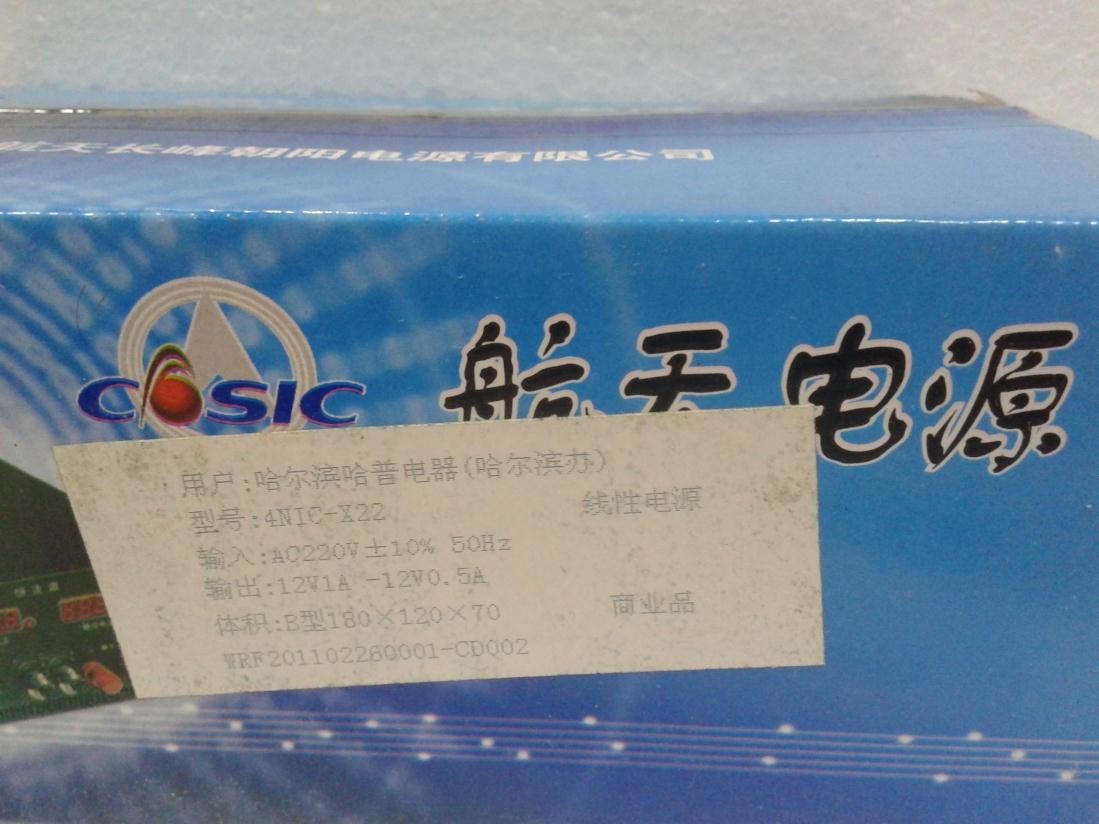 航天长峰朝阳电源有限公司
COSIC
航天电源
用户:哈尔滨哈普电器(哈尔滨办)
型号:4NIC-X22 线性电源
输入:AC220V±10% 50Hz
输出:12V1A -12V0.5A
体积:B型180×120×70 商业品
WRF201102260001-CD002